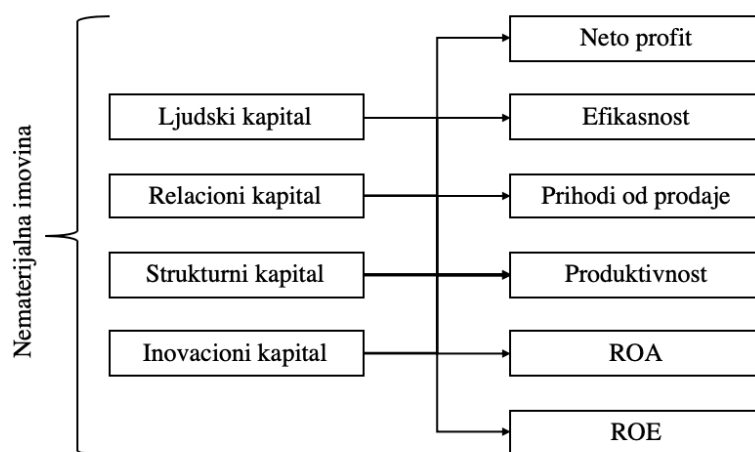 Nematerijalna imovina
Ljudski kapital
Relacioni kapital
Strukturni kapital
Inovacioni kapital
Neto profit
Efikasnost
Prihodi od prodaje
Produktivnost
ROA
ROE